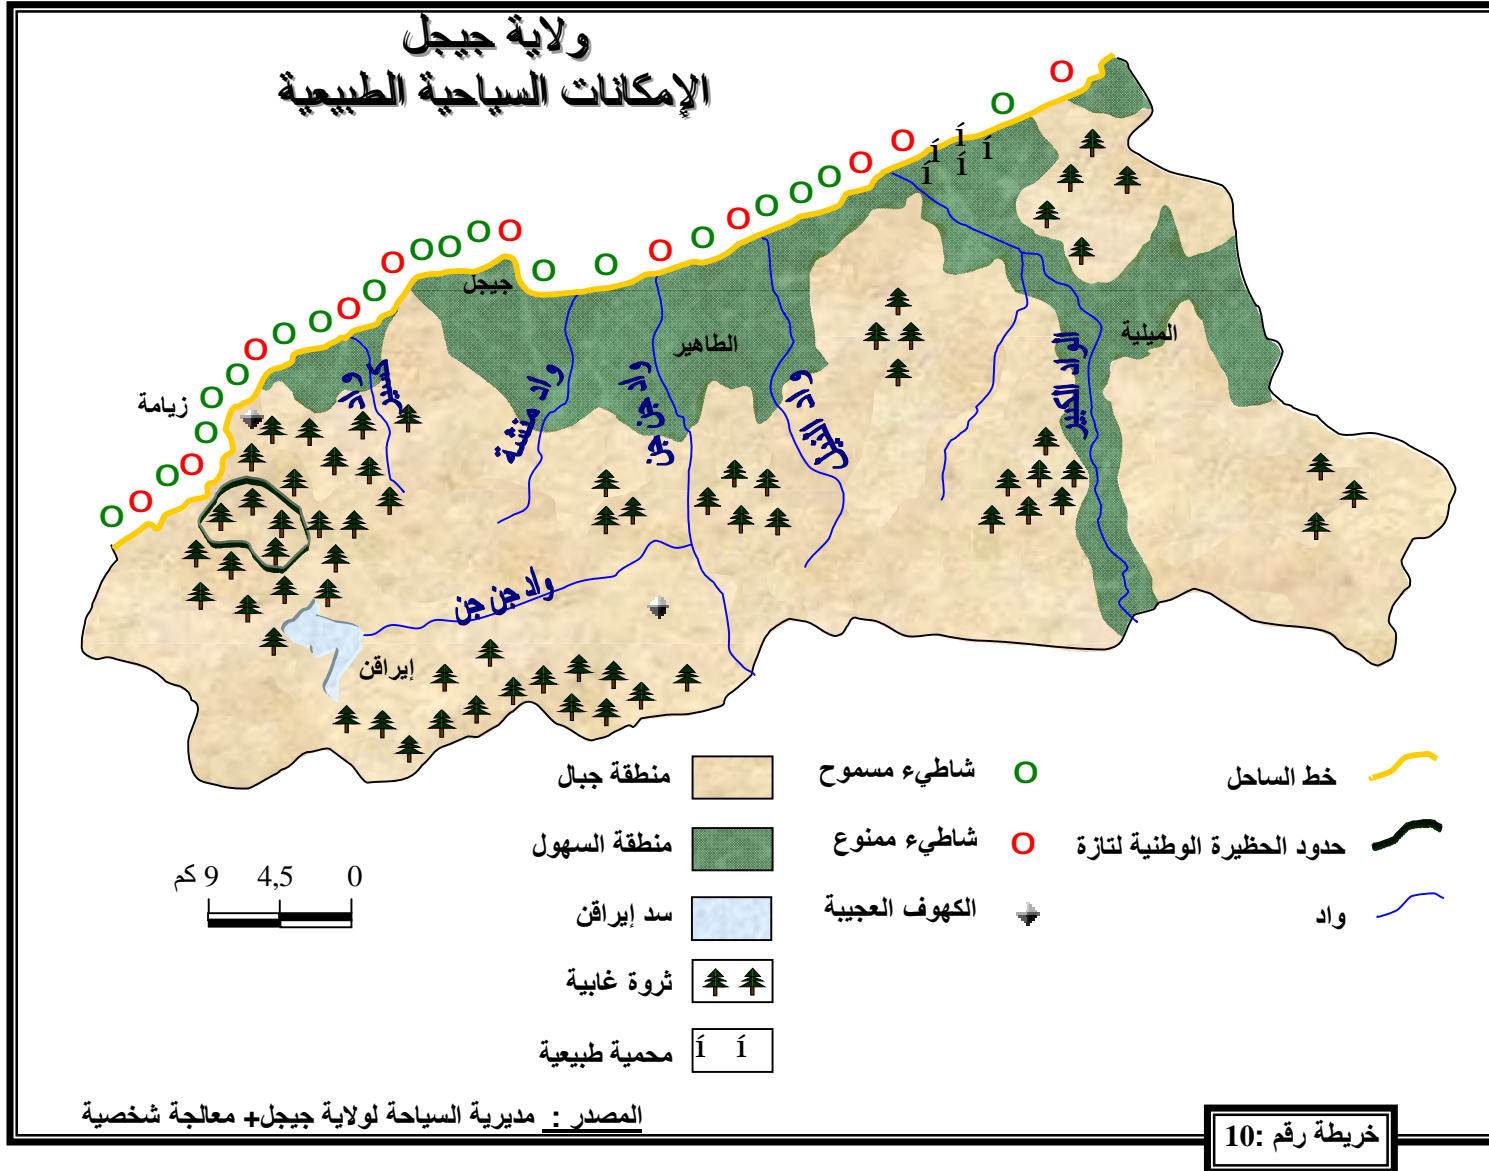 ولاية جيجل
الإمكانات السياحية الطبيعية
í í í í í
جيجل
الطاهير
الميلية
زيامة
واد كسير
واد منشة
واد جن جن
واد النيل
الواد الكبير
واد جن جن
إيراقن
خط الساحل
شاطيء مسموح
منطقة جبال
حدود الحظيرة الوطنية لتازة
شاطيء ممنوع
منطقة السهول
واد
الكهوف العجيبة
سد إيراقن
ثروة غابية
í í محمية طبيعية
0 4,5 9 كم
المصدر : مديرية السياحة لولاية جيجل+ معالجة شخصية
خريطة رقم :10